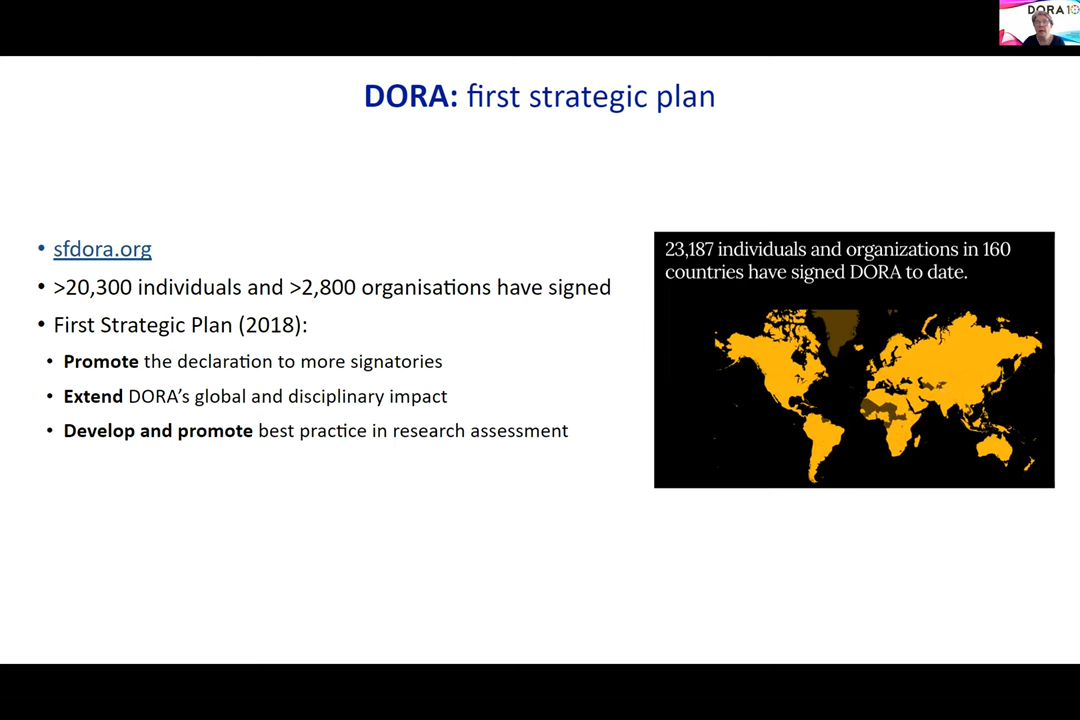 DORA 10
DORA: first strategic plan
• sfdora.org
• >20,300 individuals and >2,800 organisations have signed
• First Strategic Plan (2018):
• Promote the declaration to more signatories
• Extend DORA's global and disciplinary impact
• Develop and promote best practice in research assessment
23,187 individuals and organizations in 160
countries have signed DORA to date.